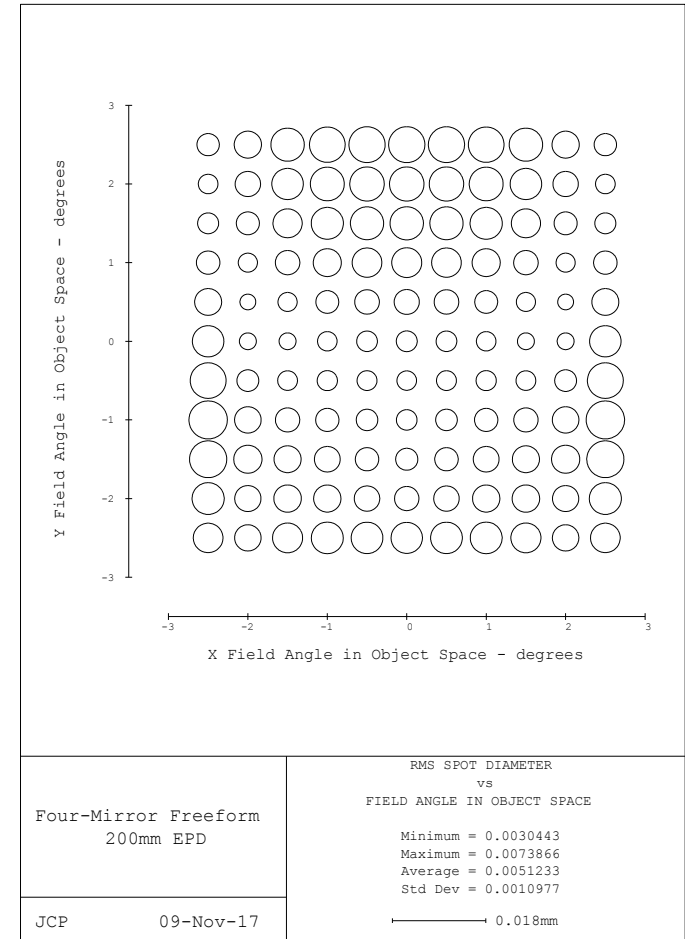 3
2
1
0
-1
-2
-3
Y Field Angle in Object Space - degrees
-3 -2 -1 0 1 2 3
X Field Angle in Object Space - degrees
Four-Mirror Freeform
200mm EPD
JCP 09-Nov-17
RMS SPOT DIAMETER
vs
FIELD ANGLE IN OBJECT SPACE
Minimum = 0.0030443
Maximum = 0.0073866
Average = 0.0051233
Std Dev = 0.0010977
0.018mm